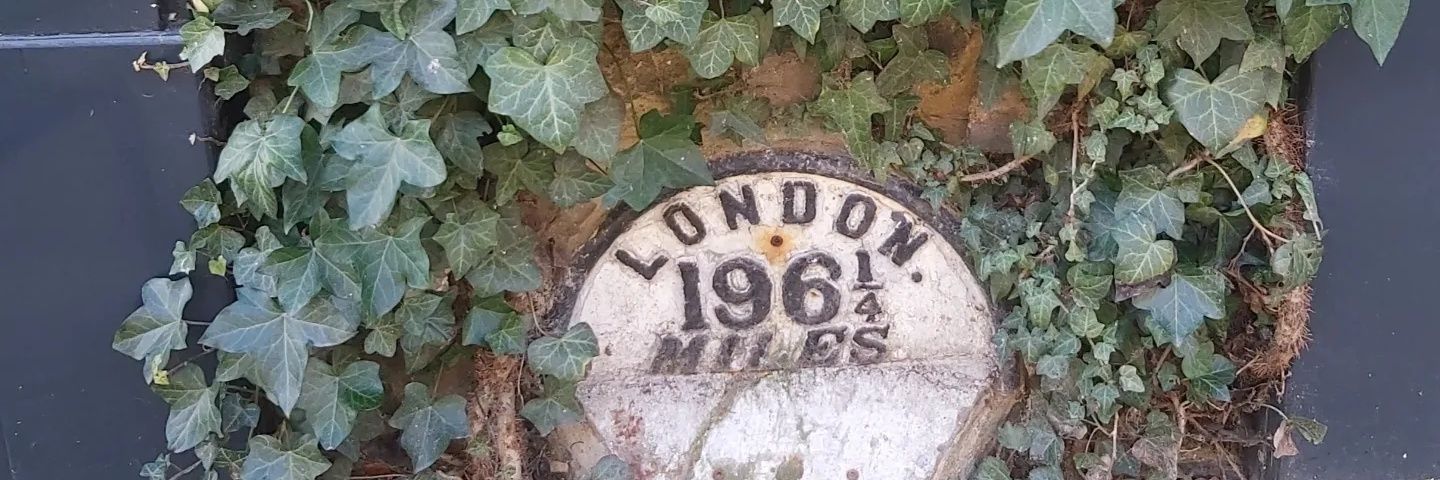 LONDON.
196 1/4
MILES